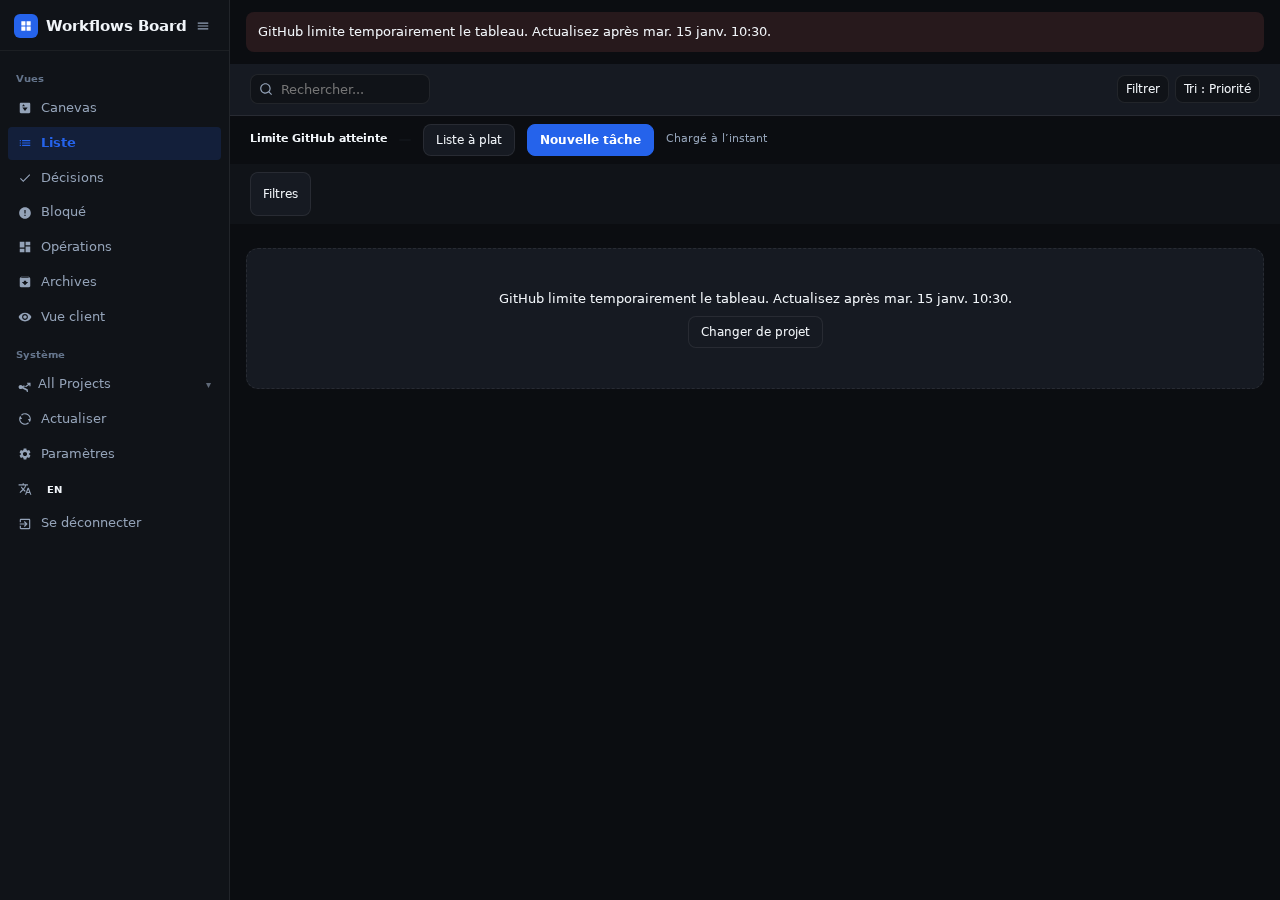 Workflows Board
Vues
Canevas
Liste
Décisions
Bloqué
Opérations
Archives
Vue client
Système
All Projects
Actualiser
Paramètres
EN
Se déconnecter
GitHub limite temporairement le tableau. Actualisez après mar. 15 janv. 10:30.
Rechercher...
Filtrer
Tri : Priorité
Limite GitHub atteinte
Liste à plat
Nouvelle tâche
Chargé à l’instant
Filtres
GitHub limite temporairement le tableau. Actualisez après mar. 15 janv. 10:30.
Changer de projet